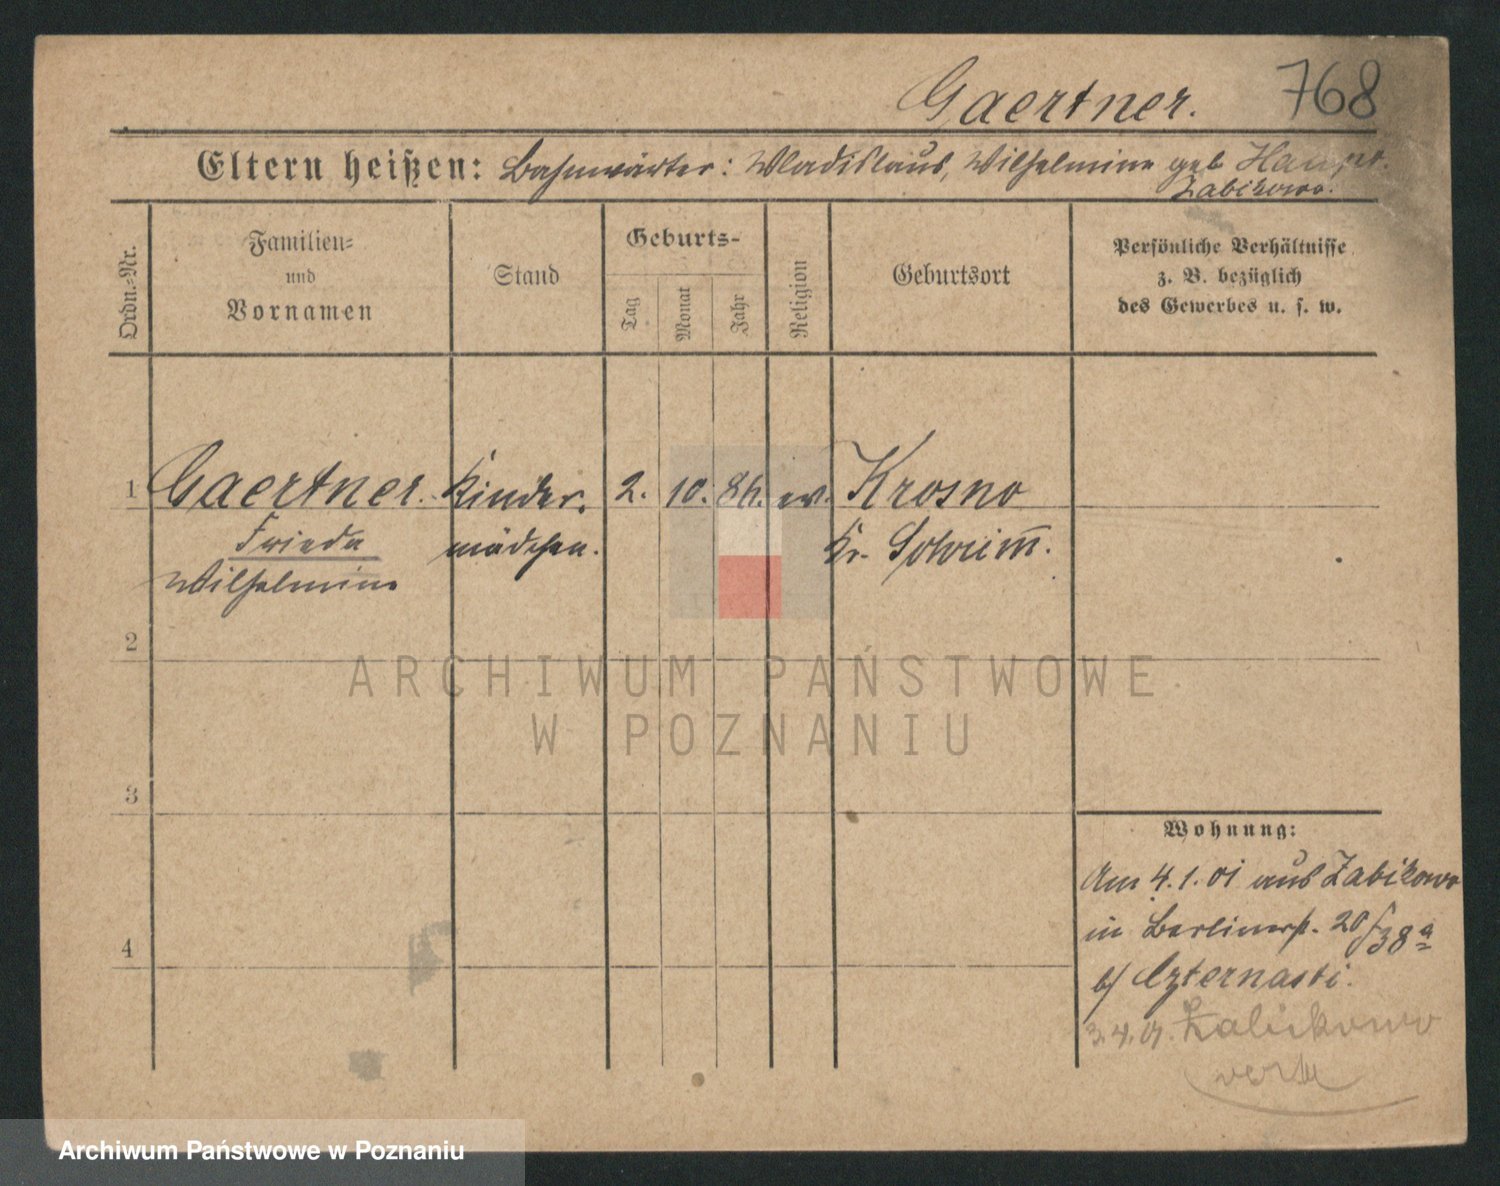 Gaertner. 768
Eltern heißen: Bahnwärter: Wladislaus, Wilhelmine geb
Zabikowo.
Ordn.-Nr.
Familien-
und
Vornamen
Stand
Geburts-
Tag
Monat
Jahr
Religion
Geburtsort
Persönliche Verhältnisse
z. B. bezüglich
des Gewerbes u. s. w.
1 Gaertner. Kinder- 2. 10. 86. ev. Krosno
Frieda mädchen. Kr. Schrimm.
Wilhelmine
2
3
4
Wohnung:
Am 4.1.01 aus Zabikowo
in Berlinerst. 20/38a
b/ Czternasti.
3.4.01. Zabikowo
ARCHIWUM PAŃSTWOWE
W POZNANIU
Archiwum Państwowe w Poznaniu